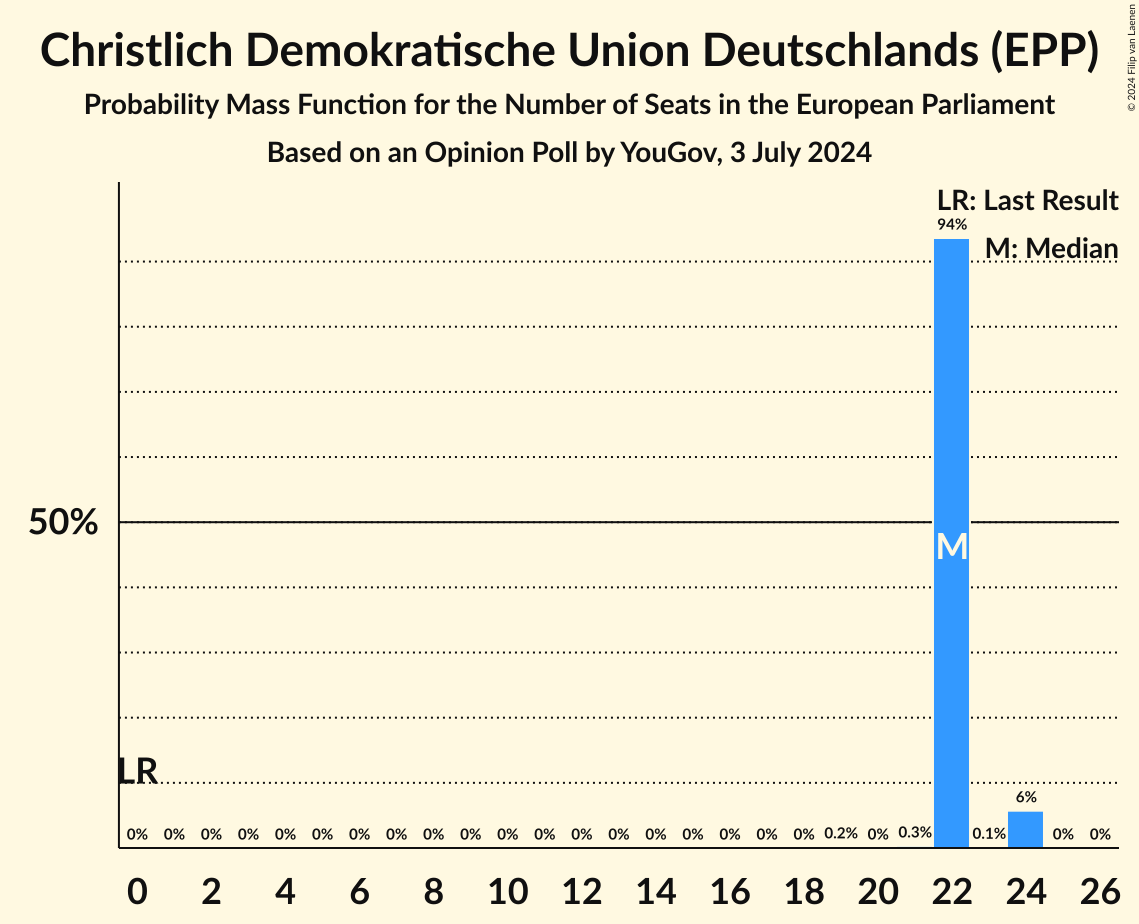 Christlich Demokratische Union Deutschlands (EPP)
Probability Mass Function for the Number of Seats in the European Parliament
Based on an Opinion Poll by YouGov, 3 July 2024
© 2024 Filip van Laenen
LR: Last Result
M: Median
94%
50%
M
LR
6%
0% 0% 0% 0% 0% 0% 0% 0% 0% 0% 0% 0% 0% 0% 0% 0% 0% 0% 0% 0.2% 0% 0.3% 0.1% 0% 0%
0 2 4 6 8 10 12 14 16 18 20 22 24 26